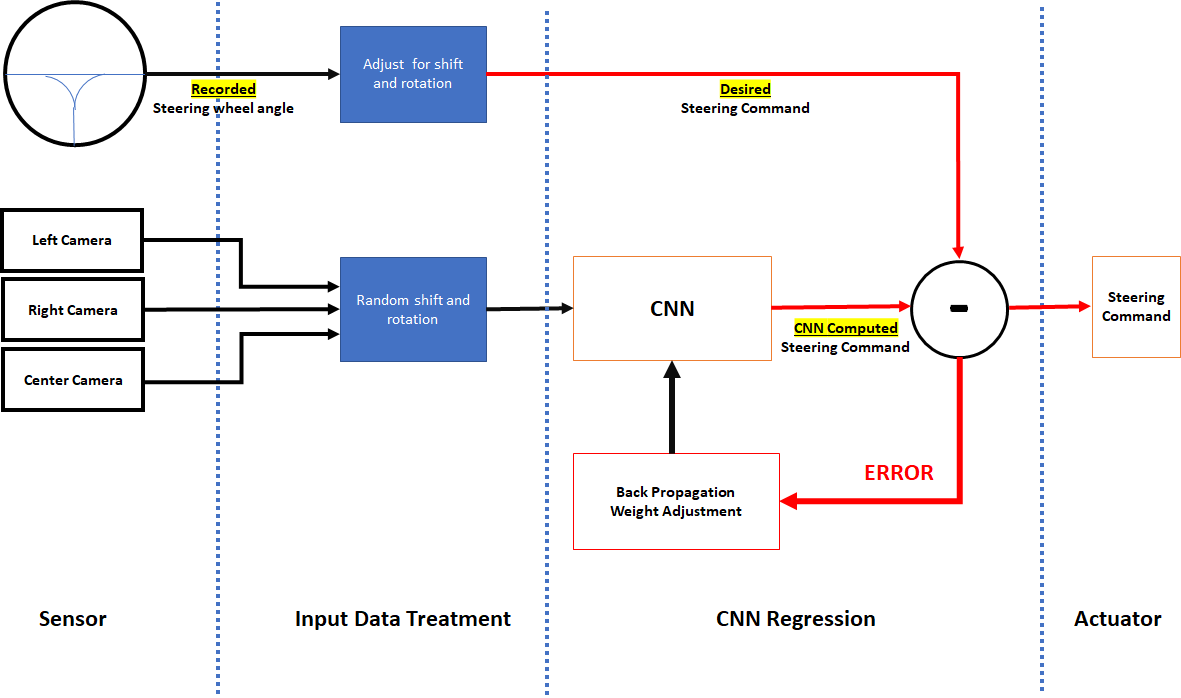 Recorded
Steering wheel angle
Adjust for shift
and rotation
Desired
Steering Command
Left Camera
Right Camera
Center Camera
Random shift and
rotation
CNN
CNN Computed
Steering Command
-
Steering
Command
Back Propagation
Weight Adjustment
ERROR
Sensor
Input Data Treatment
CNN Regression
Actuator